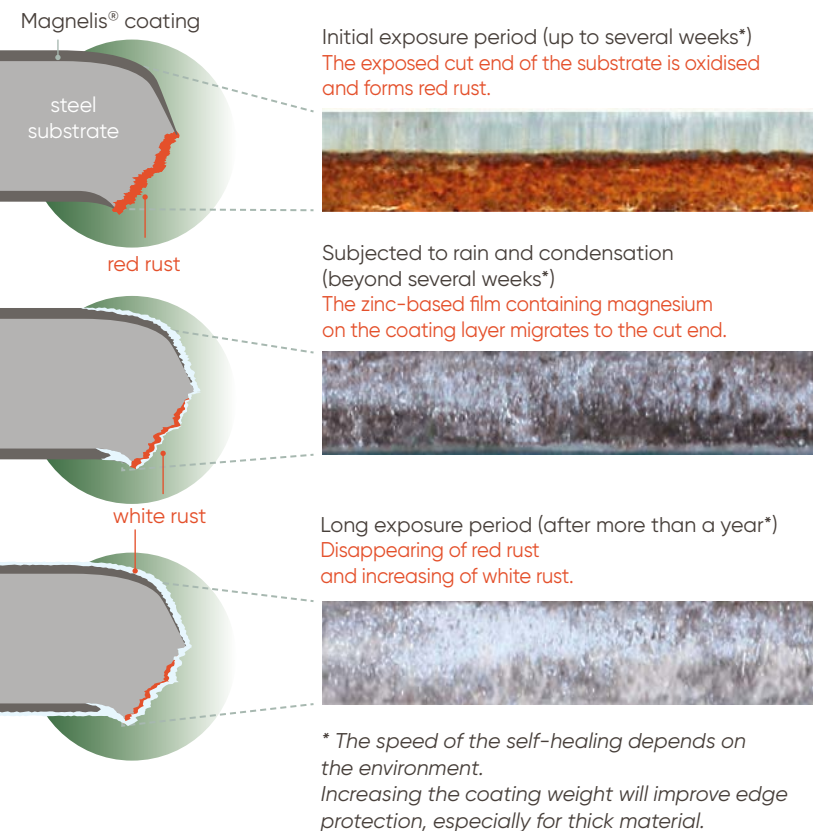 Magnelis® coating
steel
substrate
red rust
Initial exposure period (up to several weeks*)
The exposed cut end of the substrate is oxidised
and forms red rust.
Subjected to rain and condensation
(beyond several weeks*)
The zinc-based film containing magnesium
on the coating layer migrates to the cut end.
white rust
Long exposure period (after more than a year*)
Disappearing of red rust
and increasing of white rust.
* The speed of the self-healing depends on
the environment.
Increasing the coating weight will improve edge
protection, especially for thick material.